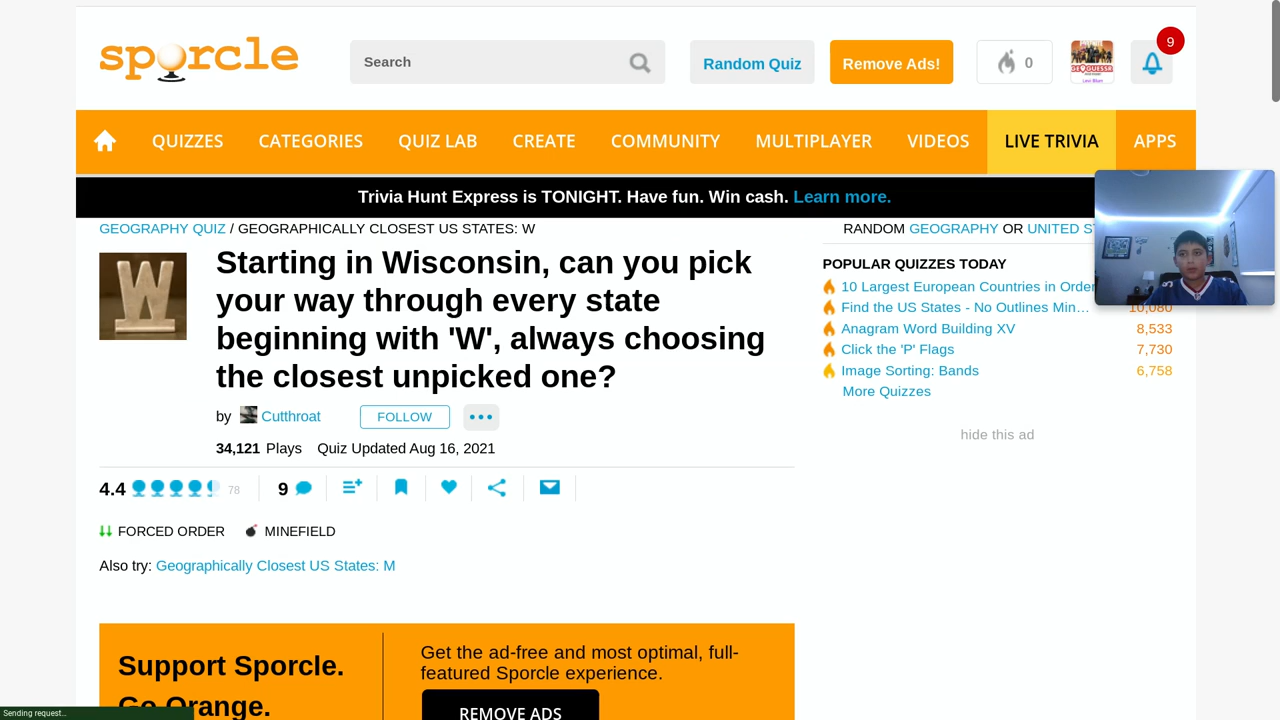 sporcle
Search
Random Quiz
Remove Ads!
0
9
QUIZZES
CATEGORIES
QUIZ LAB
CREATE
COMMUNITY
MULTIPLAYER
VIDEOS
LIVE TRIVIA
APPS
Trivia Hunt Express is TONIGHT. Have fun. Win cash. Learn more.
GEOGRAPHY QUIZ / GEOGRAPHICALLY CLOSEST US STATES: W
W
Starting in Wisconsin, can you pick
your way through every state
beginning with 'W', always choosing
the closest unpicked one?
by Cutthroat
FOLLOW
34,121 Plays Quiz Updated Aug 16, 2021
4.4
78
9
FORCED ORDER
MINEFIELD
Also try: Geographically Closest US States: M
Support Sporcle.
Go Orange.
Get the ad-free and most optimal, full-
featured Sporcle experience.
REMOVE ADS
RANDOM GEOGRAPHY OR UNITED
POPULAR QUIZZES TODAY
10 Largest European Countries in Order
Find the US States - No Outlines Min… 10,080
Anagram Word Building XV 8,533
Click the 'P' Flags 7,730
Image Sorting: Bands 6,758
More Quizzes
hide this ad
Sending request...